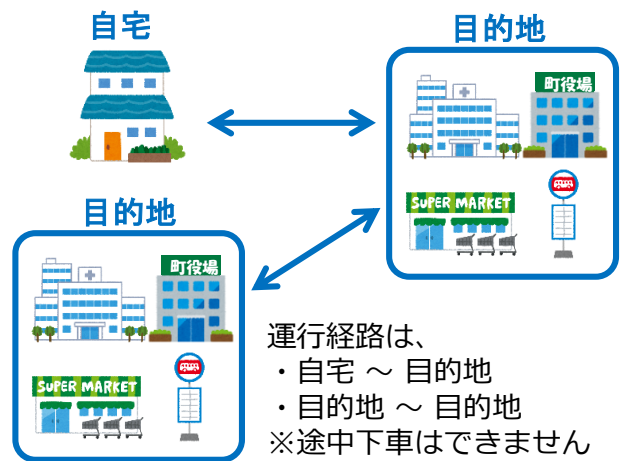 自宅
目的地
町役場
SUPER MARKET
目的地
町役場
SUPER MARKET
運行経路は、
・自宅 ～ 目的地
・目的地 ～ 目的地
※途中下車はできません